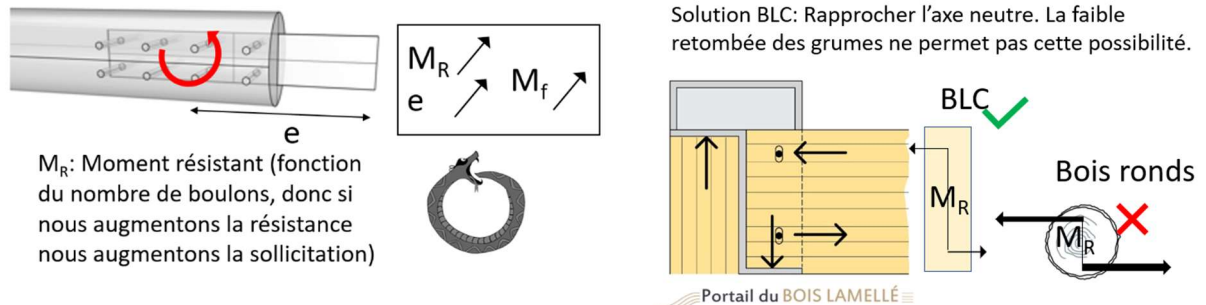 e
M_R: Moment résistant (fonction
du nombre de boulons, donc si
nous augmentons la résistance
nous augmentons la sollicitation)
M_R
e
M_f
Solution BLC: Rapprocher l’axe neutre. La faible
retombée des grumes ne permet pas cette possibilité.
BLC
M_R
Bois ronds
M_R
Portail du BOIS LAMELLÉ